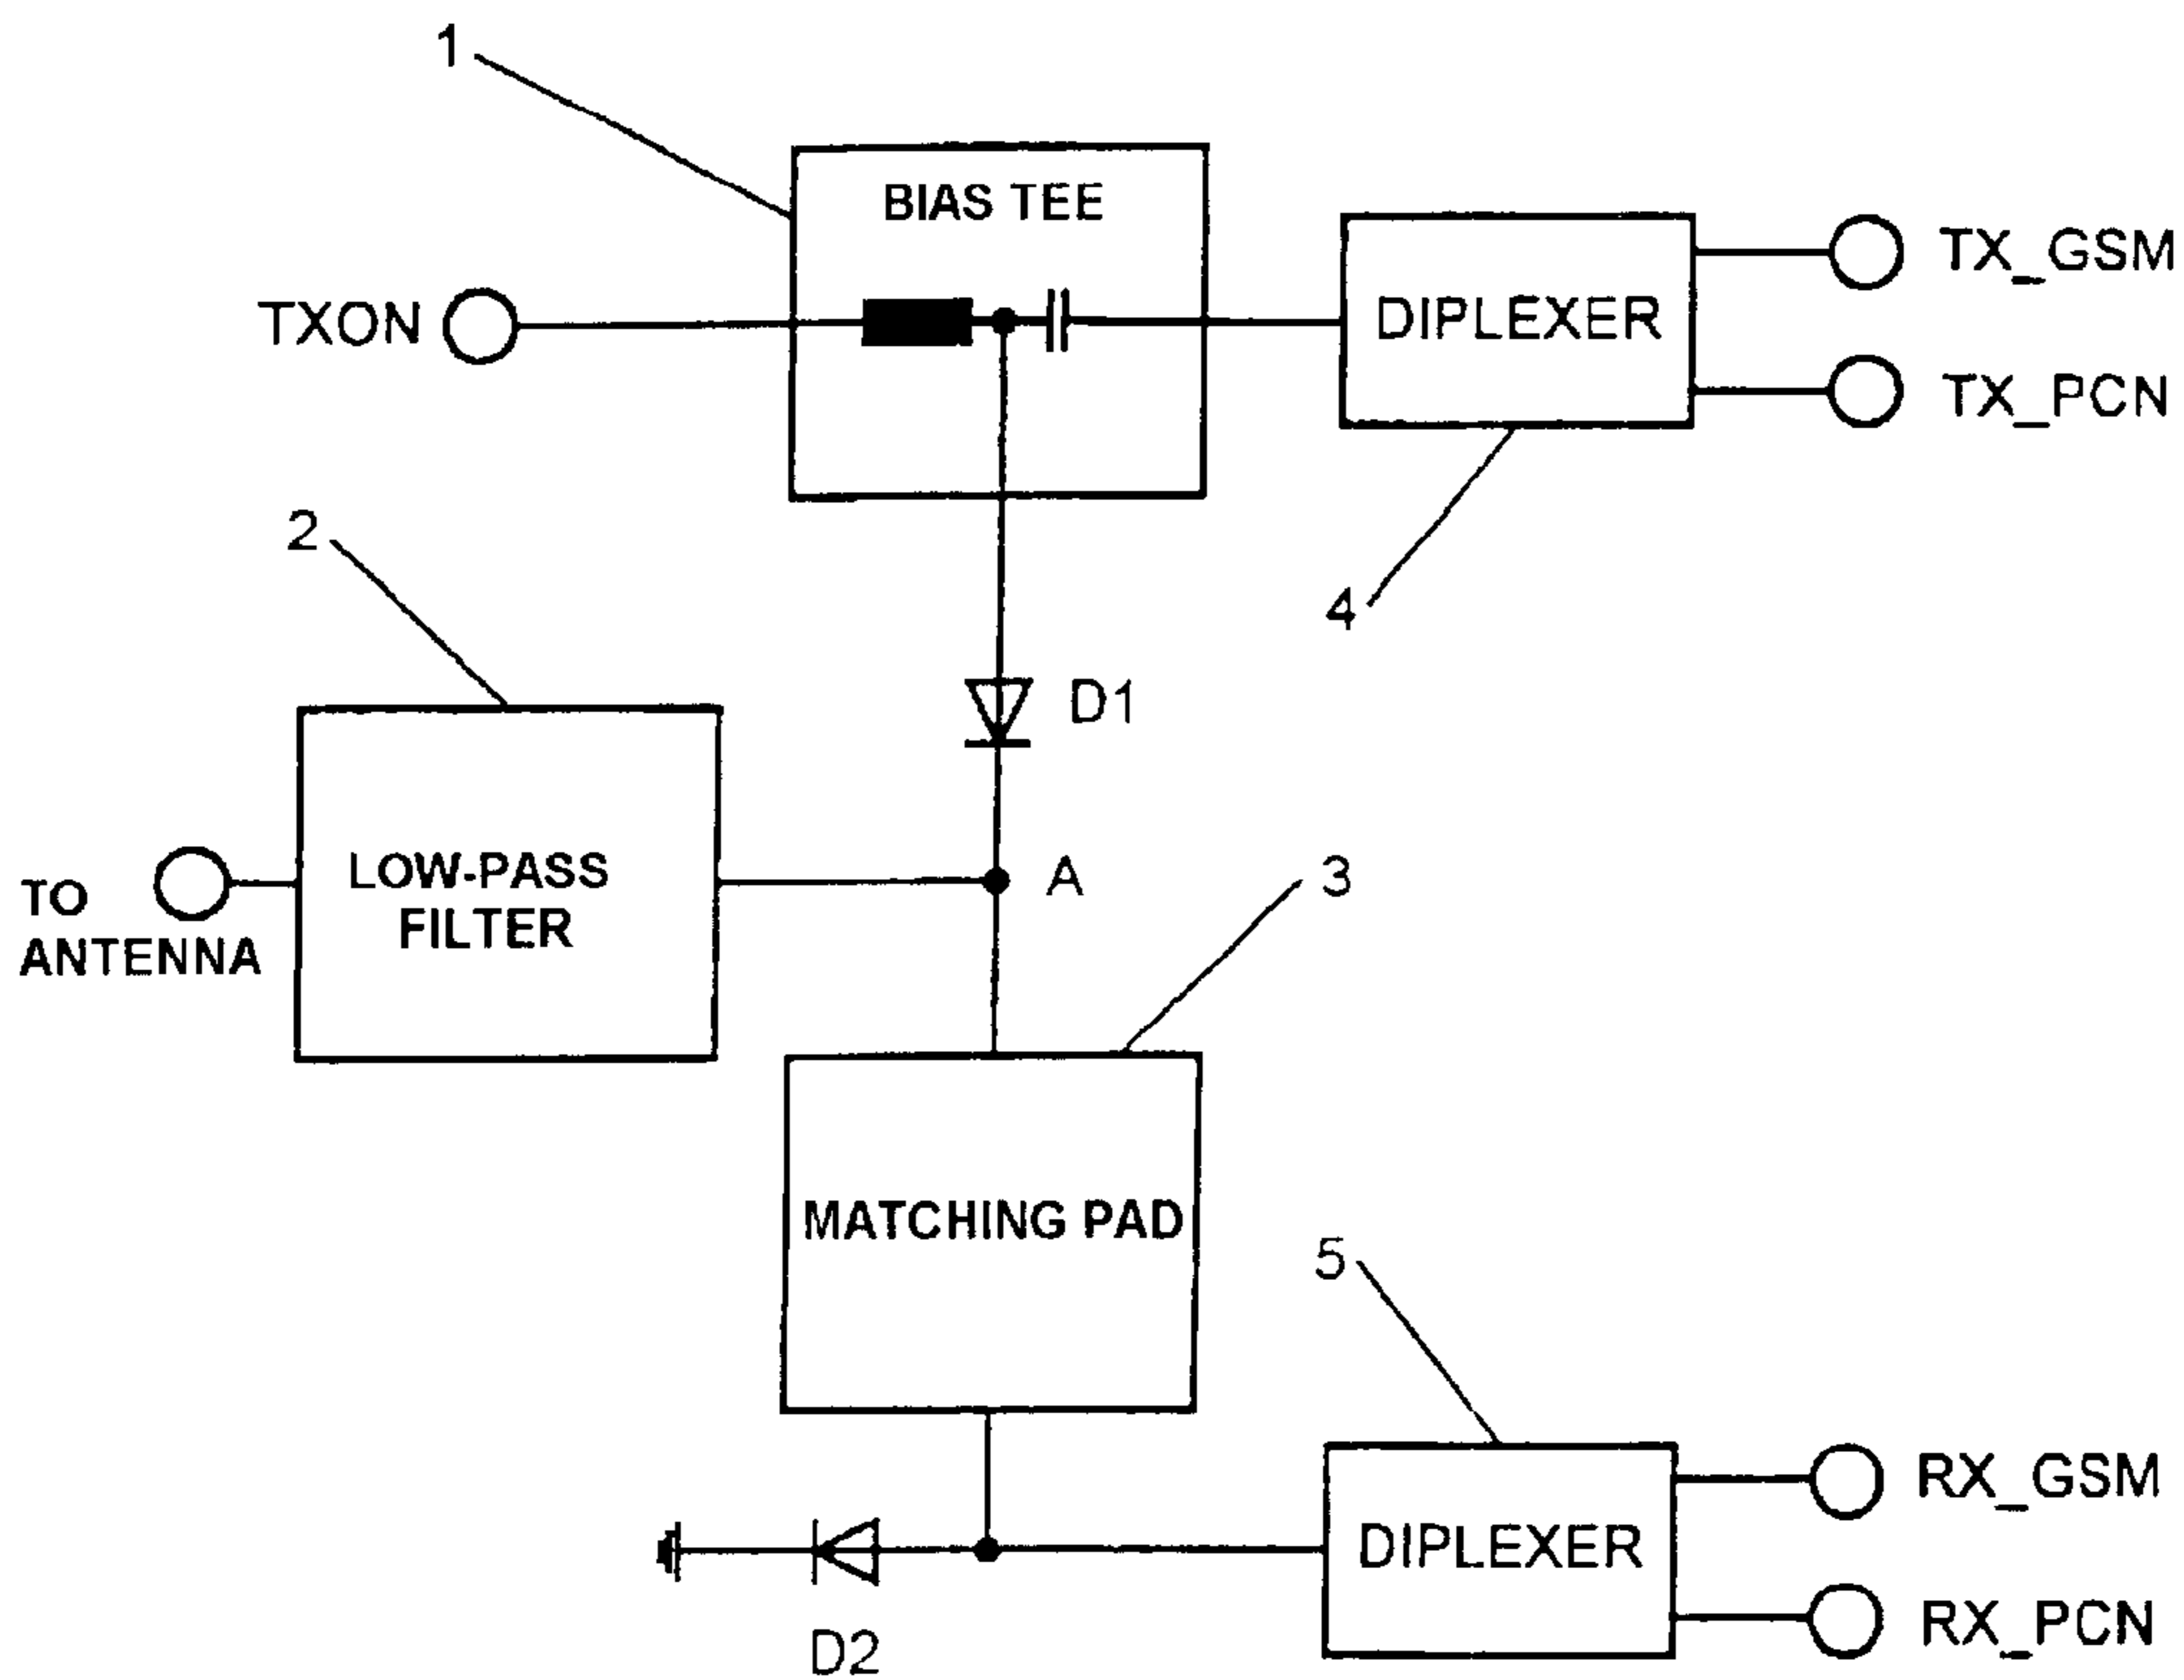 1
BIAS TEE
TXON
DIPLEXER
TX_GSM
TX_PCN
2
4
D1
LOW-PASS
FILTER
A
3
TO
ANTENNA
MATCHING PAD
5
RX_GSM
DIPLEXER
RX_PCN
D2